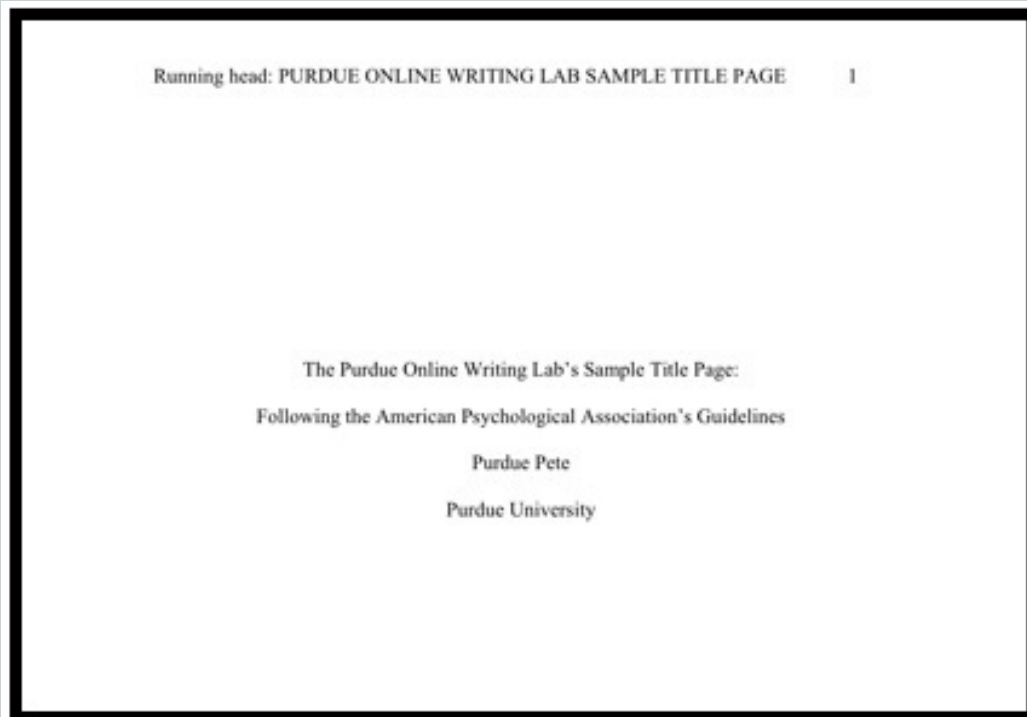 Running head: PURDUE ONLINE WRITING LAB SAMPLE TITLE PAGE 1
The Purdue Online Writing Lab’s Sample Title Page:
Following the American Psychological Association’s Guidelines
Purdue Pete
Purdue University